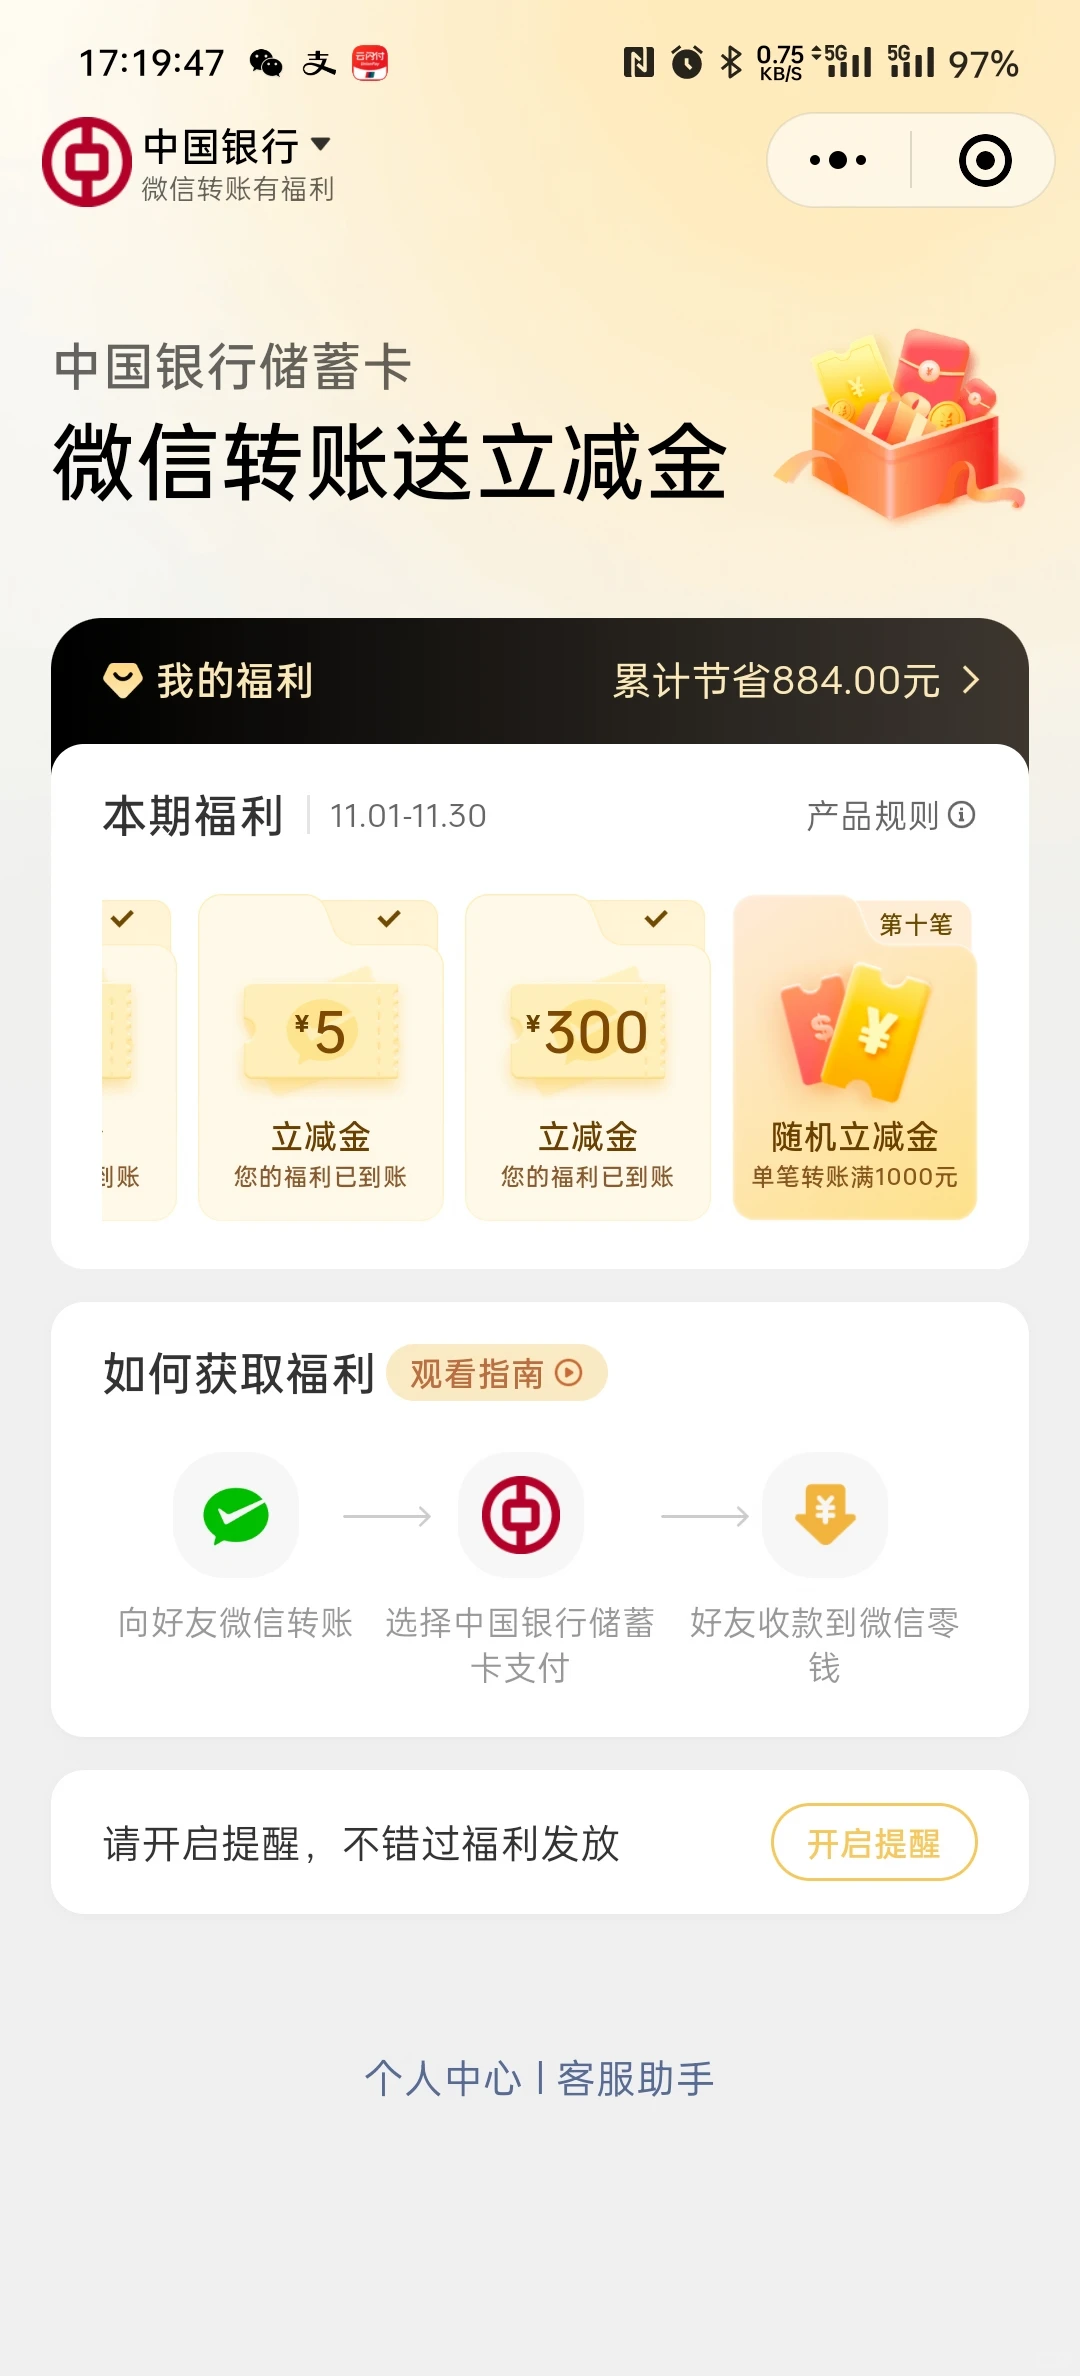 17:19:47
0.75 KB/S 5G 5G 97%
中国银行
微信转账有福利
中国银行储蓄卡
微信转账送立减金
我的福利 累计节省884.00元
本期福利 11.01-11.30 产品规则
第十笔
¥5 ¥300
立减金 立减金 随机立减金
到账 您的福利已到账 您的福利已到账 单笔转账满1000元
如何获取福利 观看指南
向好友微信转账 选择中国银行储蓄 好友收款到微信零
卡支付 钱
请开启提醒，不错过福利发放 开启提醒
个人中心 | 客服助手